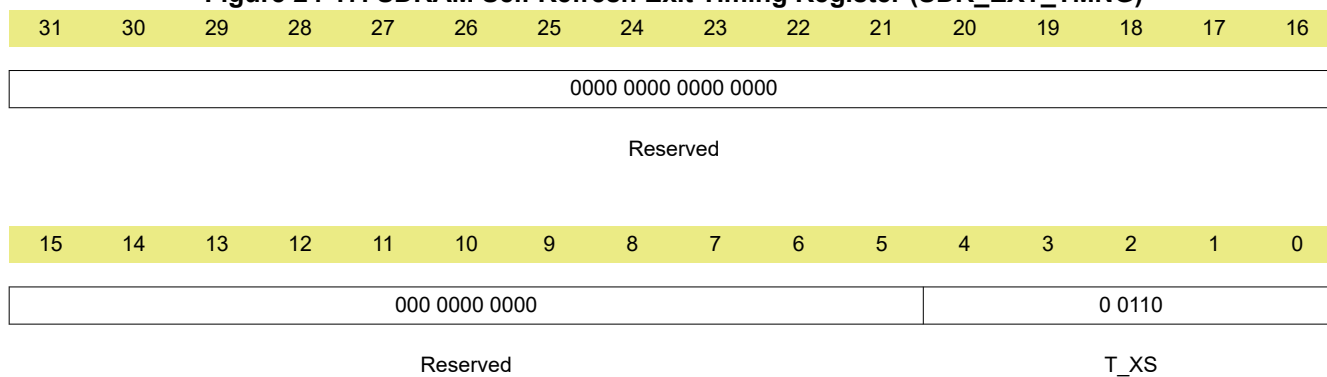 31 30 29 28 27 26 25 24 23 22 21 20 19 18 17 16
0000 0000 0000 0000
Reserved
15 14 13 12 11 10 9 8 7 6 5 4 3 2 1 0
000 0000 0000 0 0110
Reserved T_XS